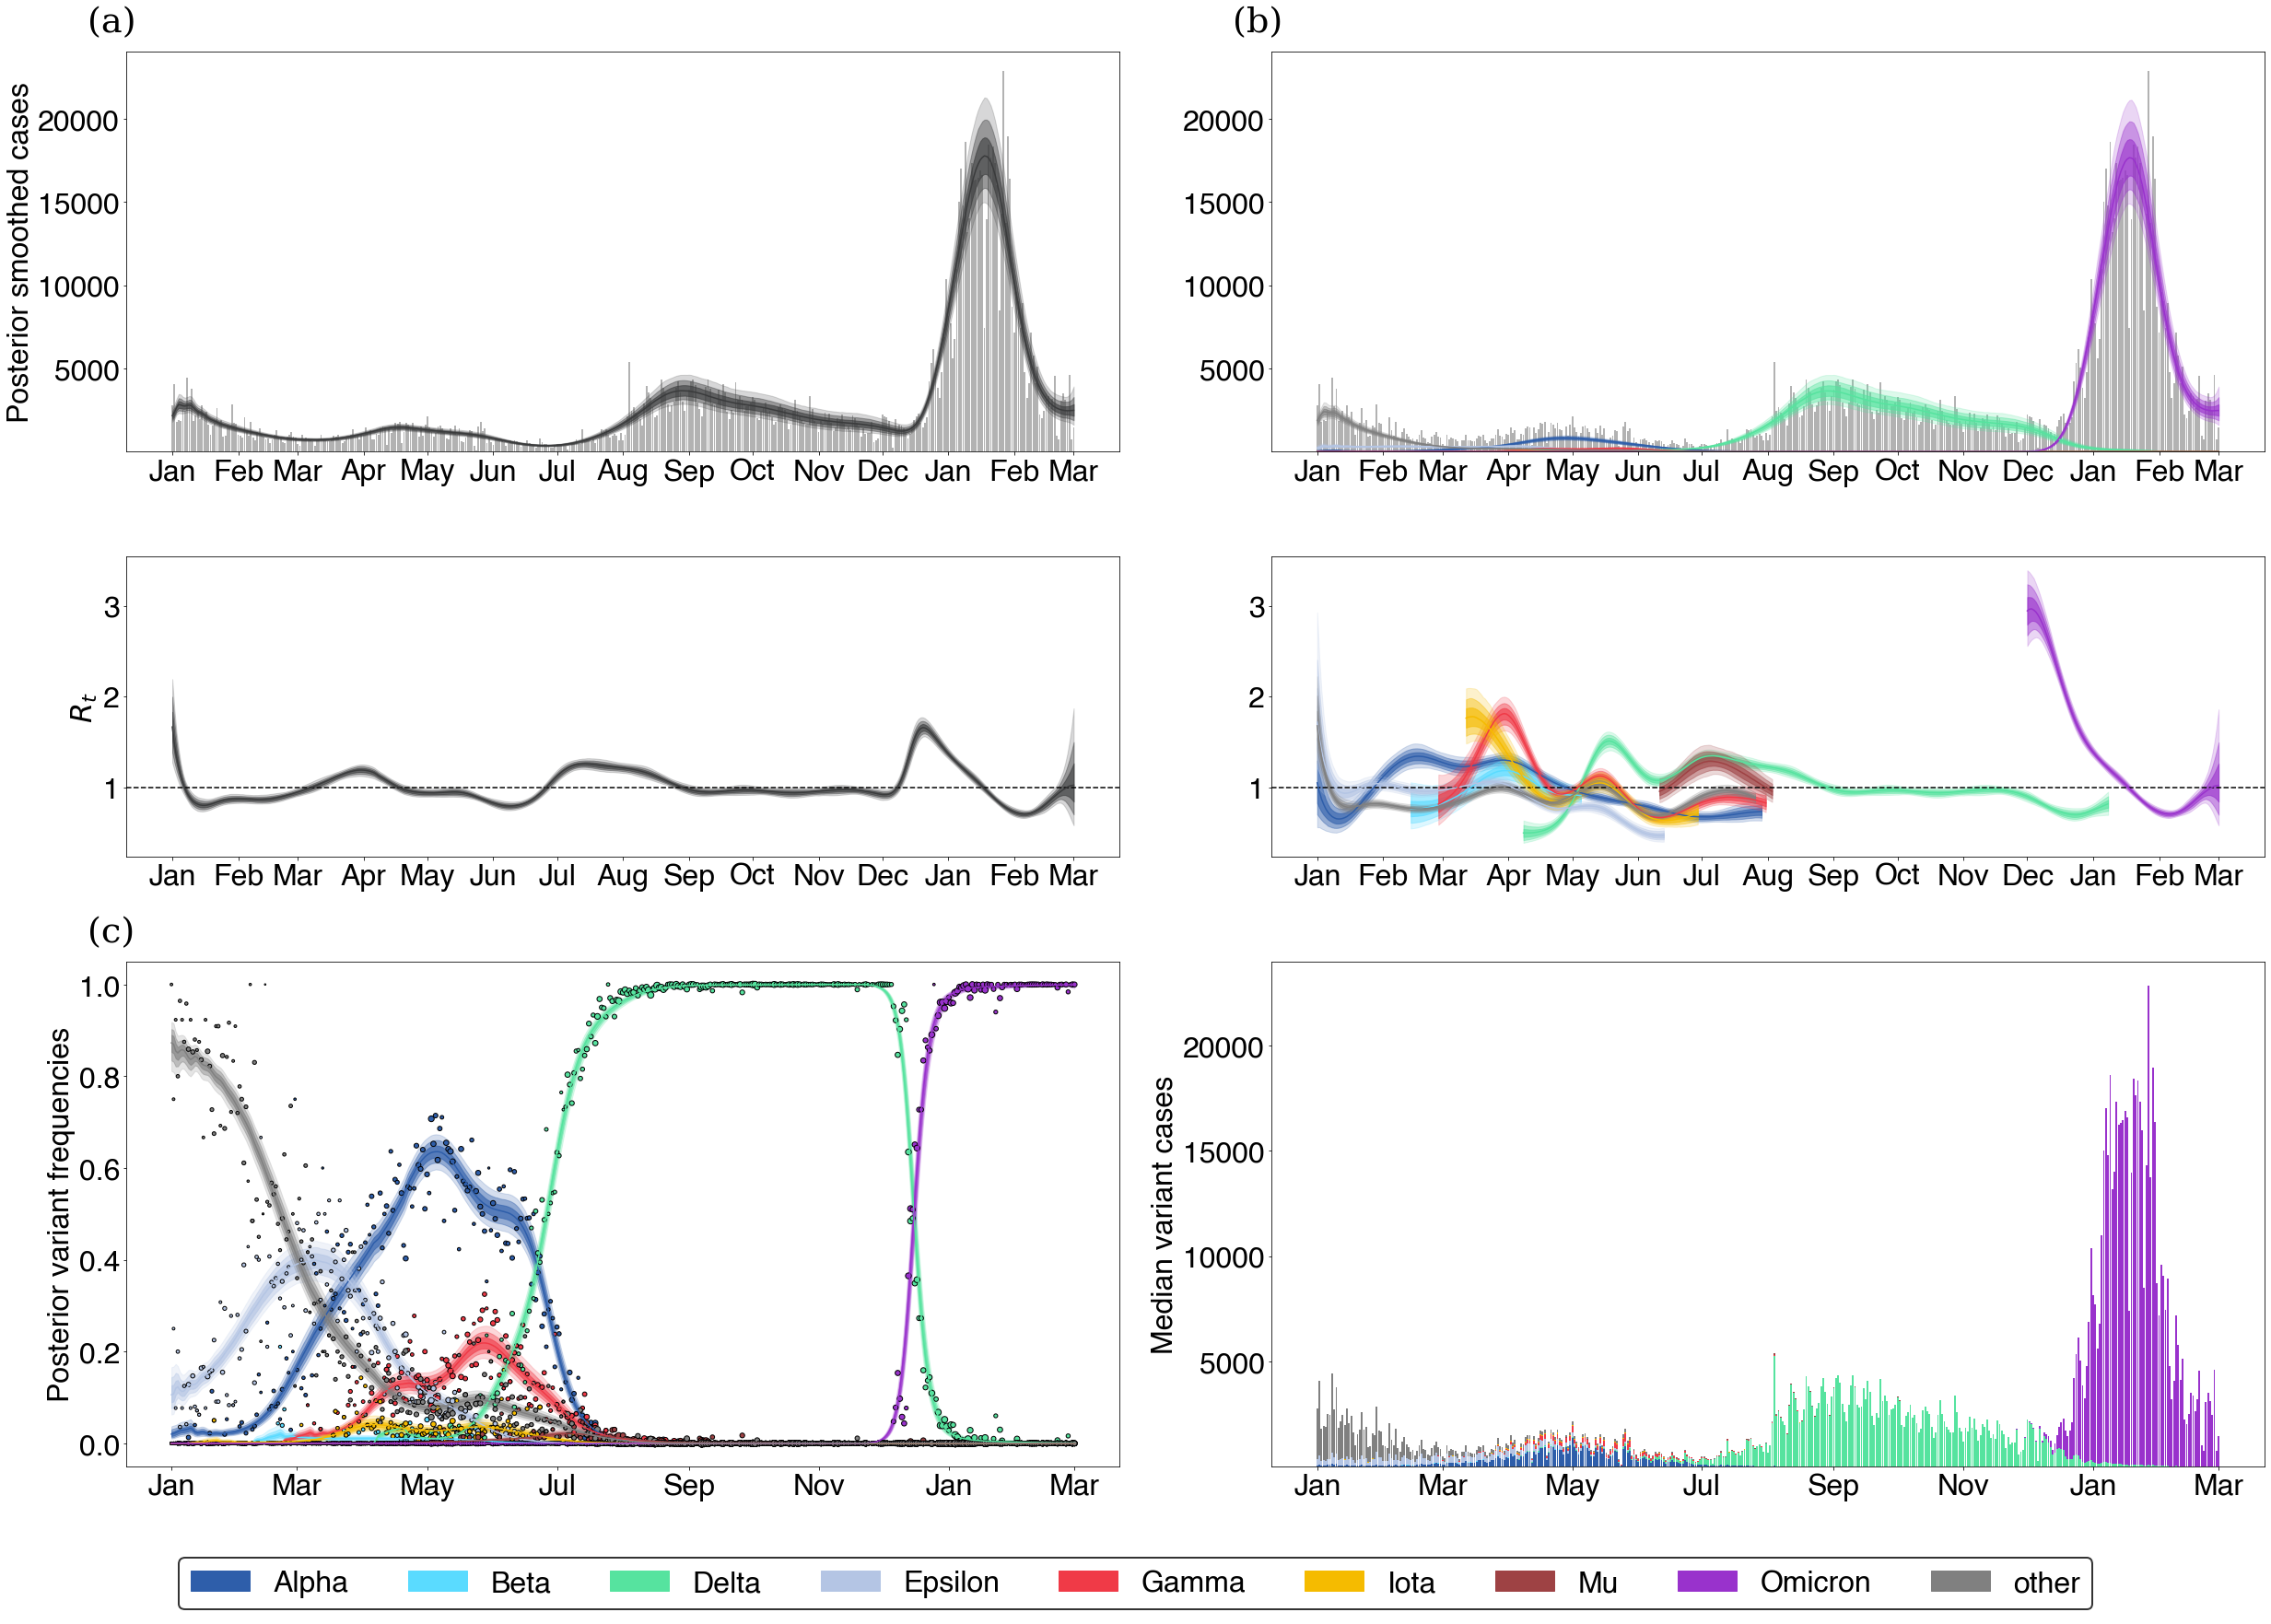 (a)
Posterior smoothed cases
20000
15000
10000
5000
Jan Feb Mar Apr May Jun Jul Aug Sep Oct Nov Dec Jan Feb Mar
(b)
20000
15000
10000
5000
Jan Feb Mar Apr May Jun Jul Aug Sep Oct Nov Dec Jan Feb Mar
Rt
3
2
1
Jan Feb Mar Apr May Jun Jul Aug Sep Oct Nov Dec Jan Feb Mar
3
2
1
Jan Feb Mar Apr May Jun Jul Aug Sep Oct Nov Dec Jan Feb Mar
(c)
Posterior variant frequencies
1.0
0.8
0.6
0.4
0.2
0.0
Jan Mar May Jul Sep Nov Jan Mar
Median variant cases
20000
15000
10000
5000
Jan Mar May Jul Sep Nov Jan Mar
Alpha Beta Delta Epsilon Gamma Iota Mu Omicron other